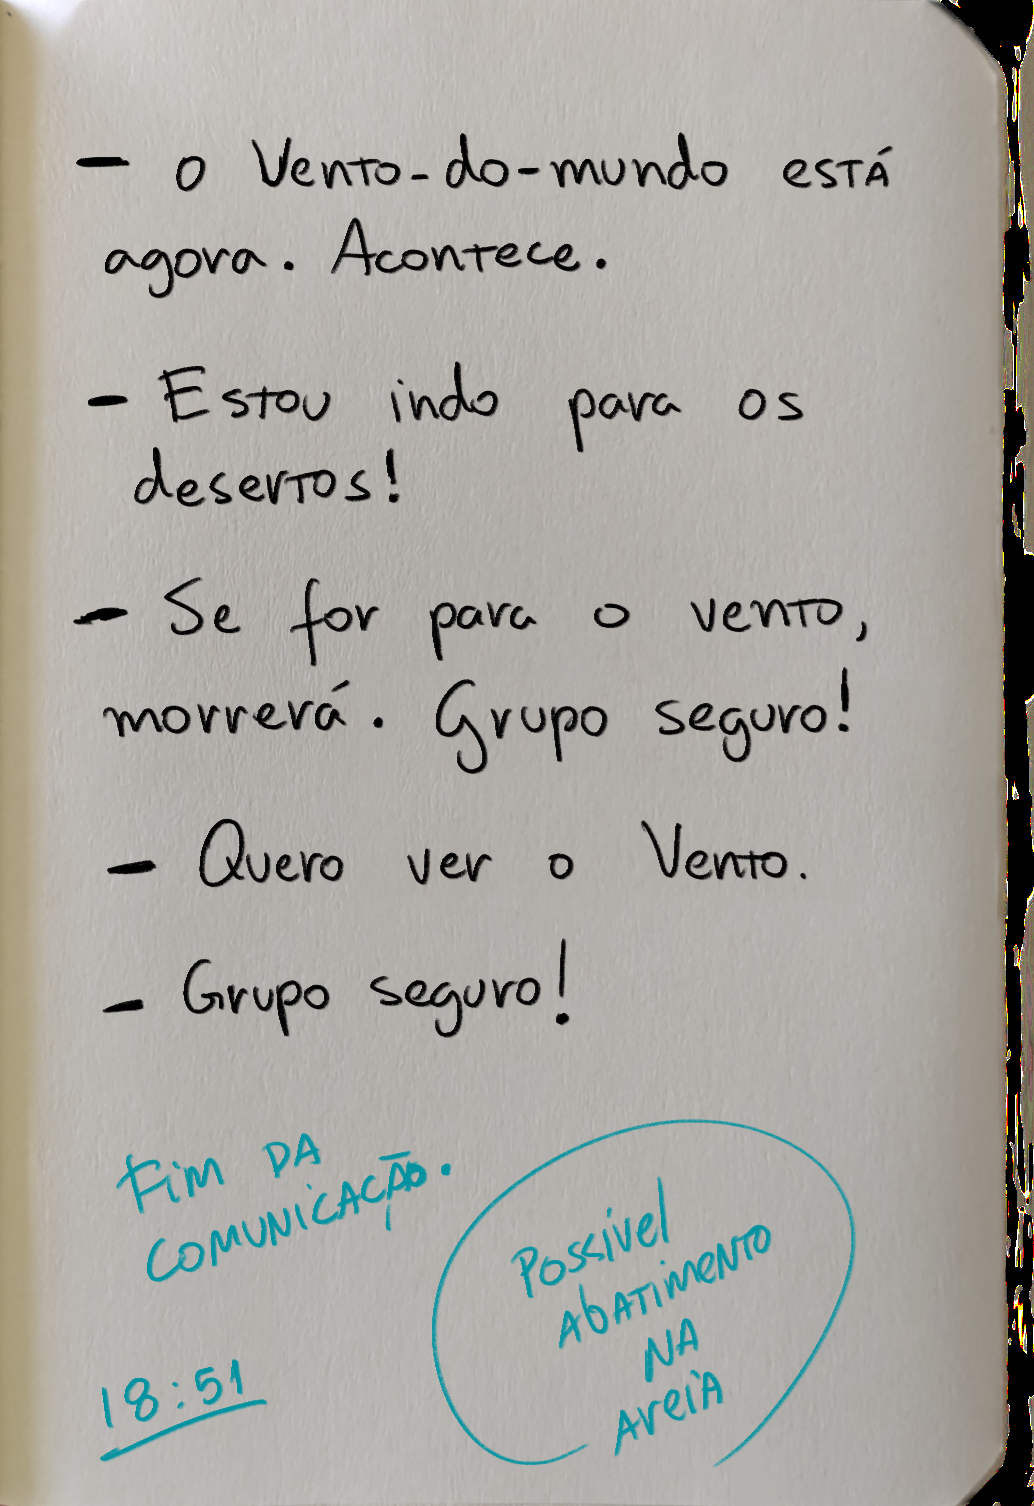 - o Vento-do-mundo está
agora. Acontece.
- Estou indo para os
desertos!
- Se for para o vento,
morrerá. Grupo seguro!
- Quero ver o Vento.
- Grupo seguro!
Fim DA
COMUNICAÇÃO.
Possível
Abatimento
NA
Areia
18:51